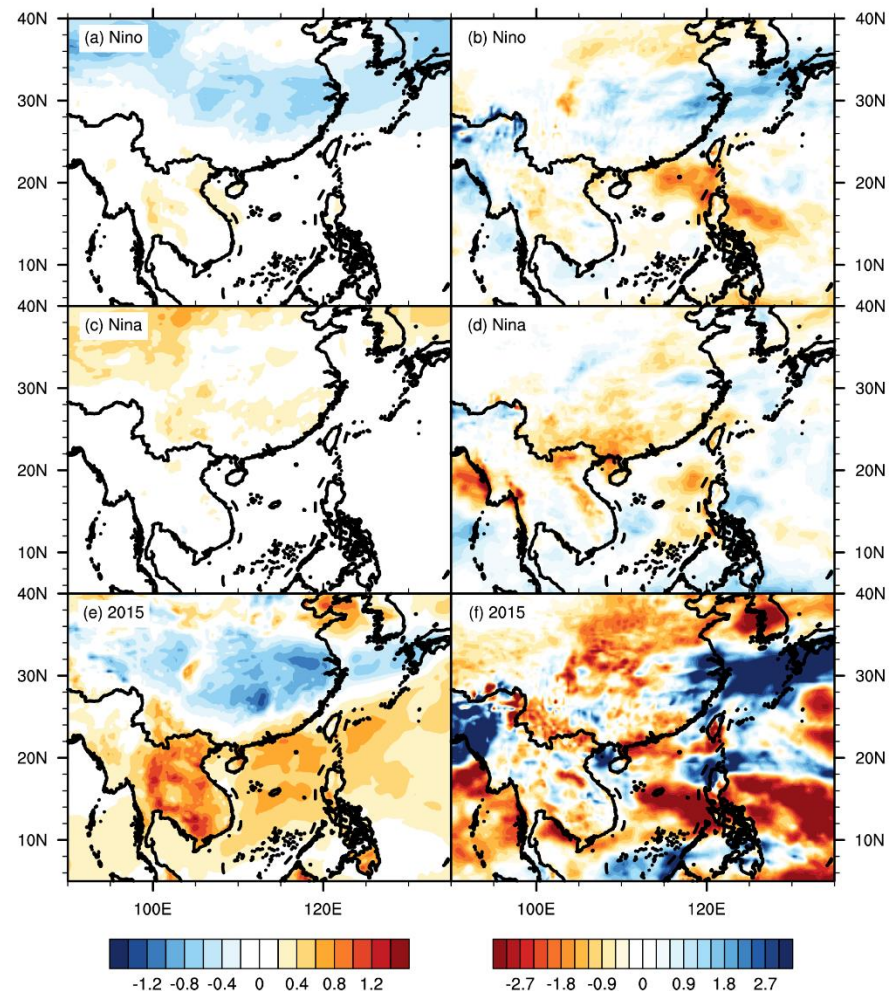 40N
(a) Nino
(b) Nino
40N
30N
30N
20N
20N
10N
10N
40N
40N
(c) Nina
(d) Nina
30N
30N
20N
20N
10N
10N
40N
40N
(e) 2015
(f) 2015
30N
30N
20N
20N
10N
10N
100E
120E
100E
120E
-1.2 -0.8 -0.4 0 0.4 0.8 1.2
-2.7 -1.8 -0.9 0 0.9 1.8 2.7